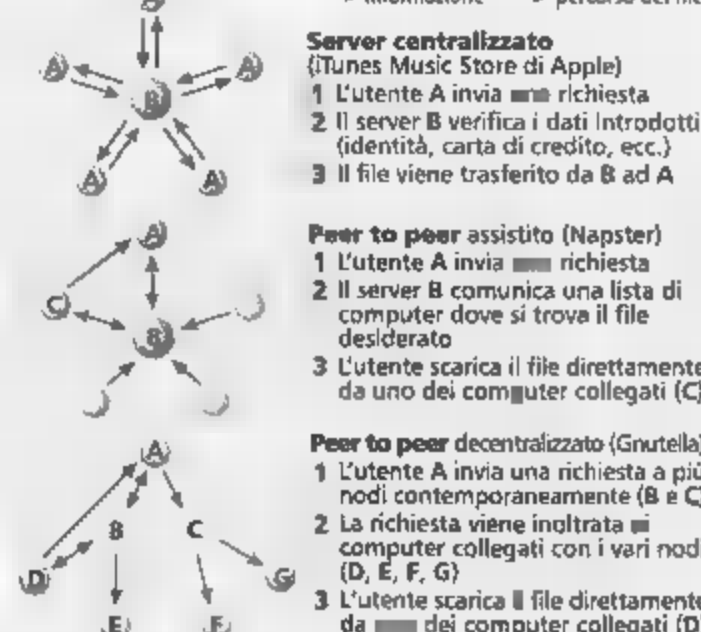 Server centralizzato
(iTunes Music Store di Apple)
1 L'utente A invia richiesta
2 Il server B verifica i dati introdotti
(identità, carta di credito, ecc.)
3 Il file viene trasferito da B ad A
Peer to peer assistito (Napster)
1 L'utente A invia richiesta
2 Il server B comunica una lista di
computer dove si trova il file
desiderato
3 L'utente scarica il file direttamente
da uno dei computer collegati (C)
Peer to peer decentralizzato (Gnutella)
1 L'utente A invia una richiesta a più
nodi contemporaneamente (B e C)
2 La richiesta viene inoltrata
computer collegati con i vari nodi
(D, E, F, G)
3 L'utente scarica file direttamente
da dei computer collegati (D)
A
A
B
A
A
A
C
B
A
B
C
D
G
E
F